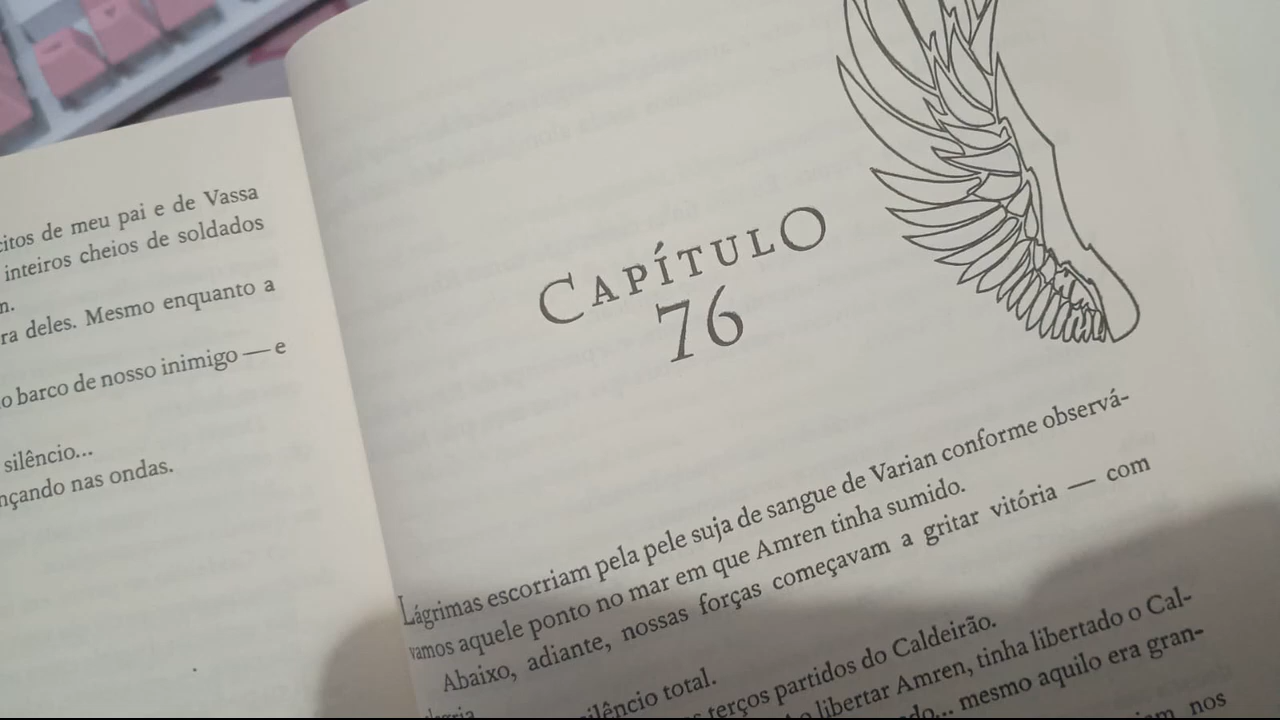 citos de meu pai e de Vassa
inteiros cheios de soldados
ra deles. Mesmo enquanto a
o barco de nosso inimigo — e
silêncio...
nçando nas ondas.
CAPÍTULO
76
Lágrimas escorriam pela pele suja de sangue de Varian conforme observá-
vamos aquele ponto no mar em que Amren tinha sumido.
Abaixo, adiante, nossas forças começavam a gritar vitória — com
alegria
silêncio total.
terços partidos do Caldeirão.
libertar Amren, tinha libertado o Cal-
do... mesmo aquilo era gran-
nos